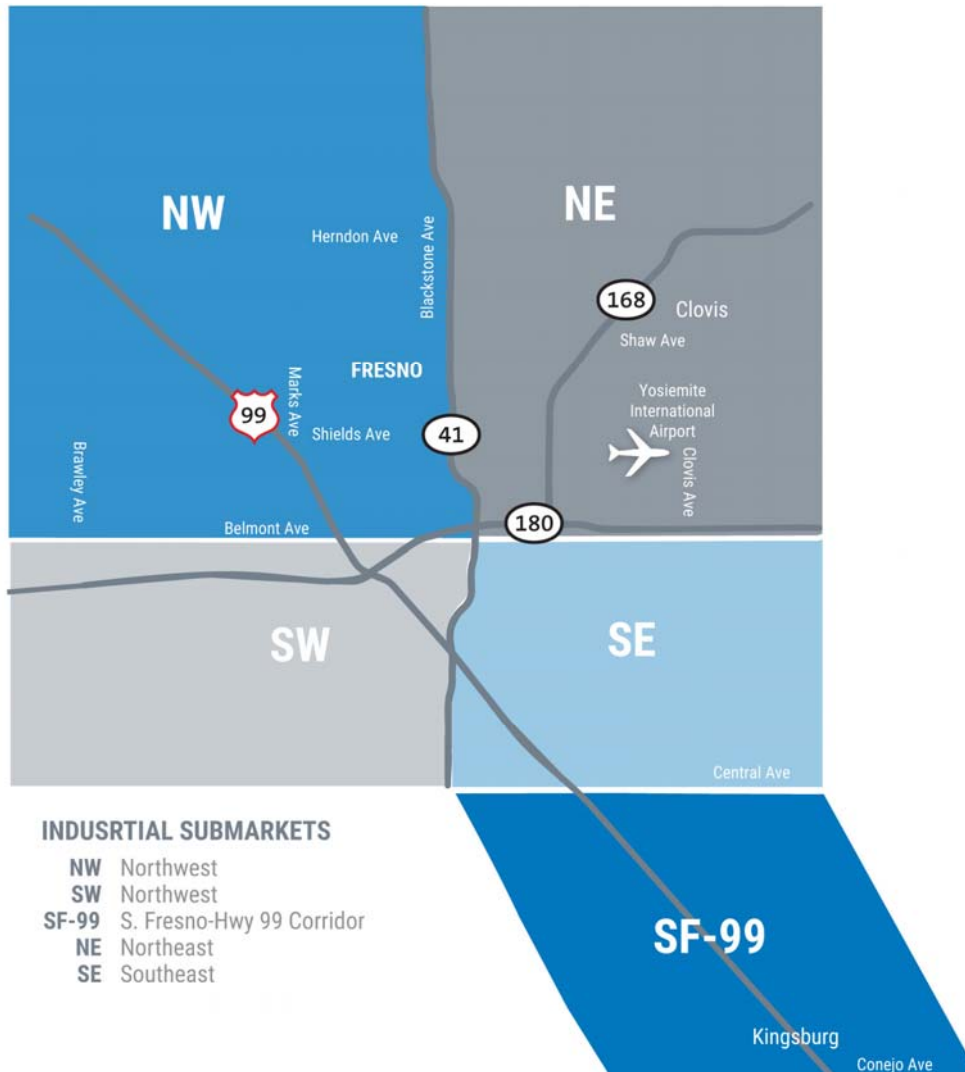 NW
NE
Herndon Ave
Blackstone Ave
168
Clovis
Shaw Ave
FRESNO
Marks Ave
99
Shields Ave
41
Yosiemite
International
Airport
Clovis Ave
Brawley Ave
Belmont Ave
180
SW
SE
Central Ave
INDUSRTIAL SUBMARKETS
NW Northwest
SW Northwest
SF-99 S. Fresno-Hwy 99 Corridor
NE Northeast
SE Southeast
SF-99
Kingsburg
Conejo Ave